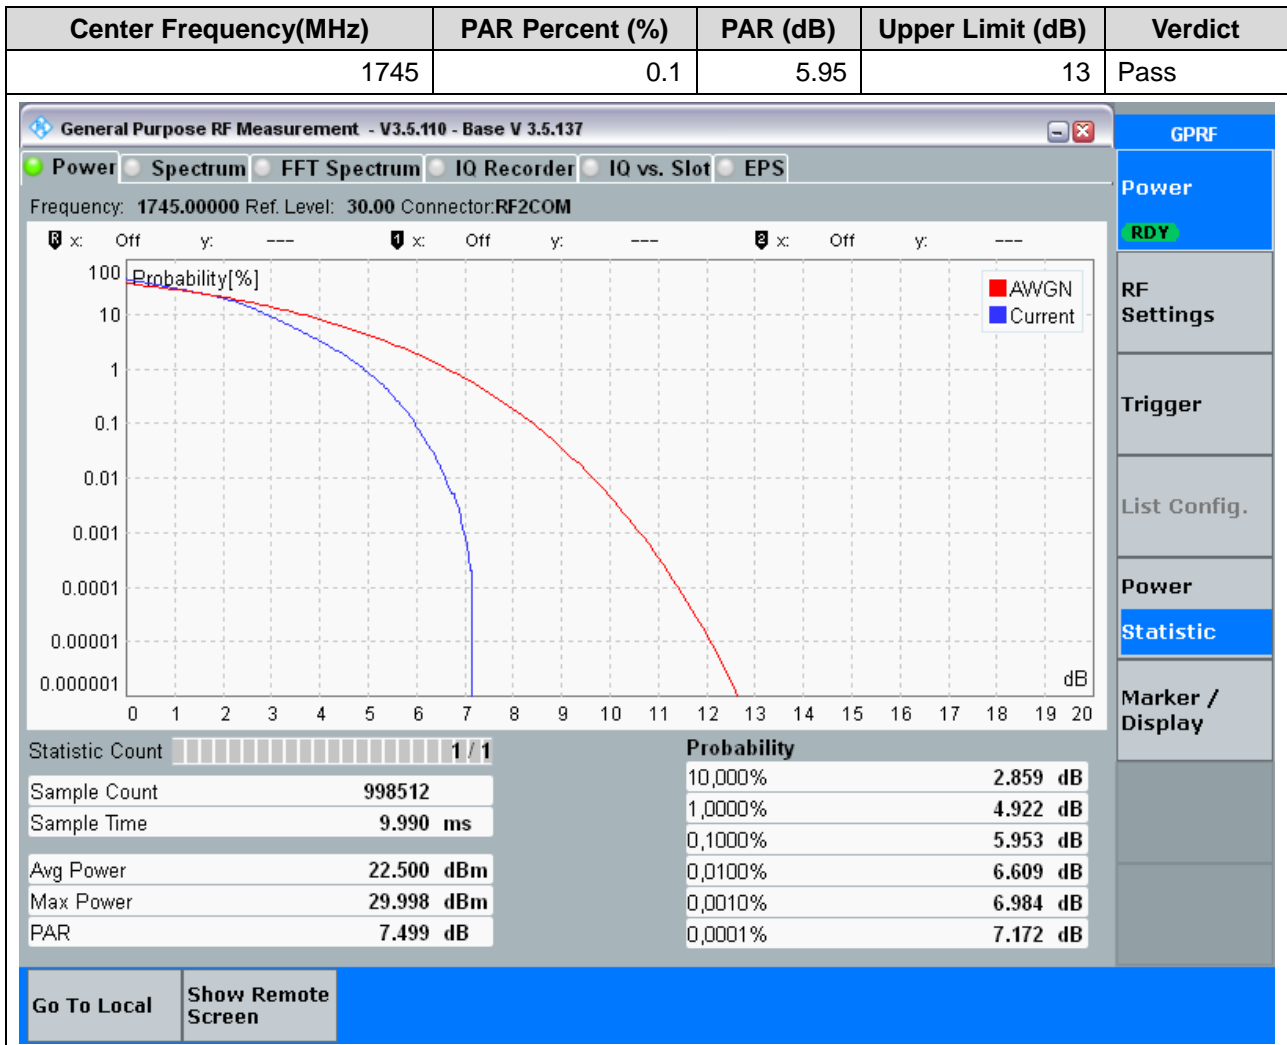 Center Frequency(MHz) PAR Percent (%) PAR (dB) Upper Limit (dB) Verdict
1745 0.1 5.95 13 Pass
General Purpose RF Measurement - V3.5.110 - Base V 3.5.137
GPRF
Power Spectrum FFT Spectrum IQ Recorder IQ vs. Slot EPS
Power
RDY
Frequency: 1745.00000 Ref. Level: 30.00 Connector:RF2COM
R x: Off y: --- 1 x: Off y: --- 2 x: Off y: ---
Probability[%]
AWGN
Current
100
10
1
0.1
0.01
0.001
0.0001
0.00001
0.000001
dB
0 1 2 3 4 5 6 7 8 9 10 11 12 13 14 15 16 17 18 19 20
RF
Settings
Trigger
List Config.
Power
Statistic
Marker /
Display
Statistic Count 1 / 1
Sample Count 998512
Sample Time 9.990 ms
Avg Power 22.500 dBm
Max Power 29.998 dBm
PAR 7.499 dB
Probability
10,000% 2.859 dB
1,0000% 4.922 dB
0,1000% 5.953 dB
0,0100% 6.609 dB
0,0010% 6.984 dB
0,0001% 7.172 dB
Go To Local
Show Remote
Screen